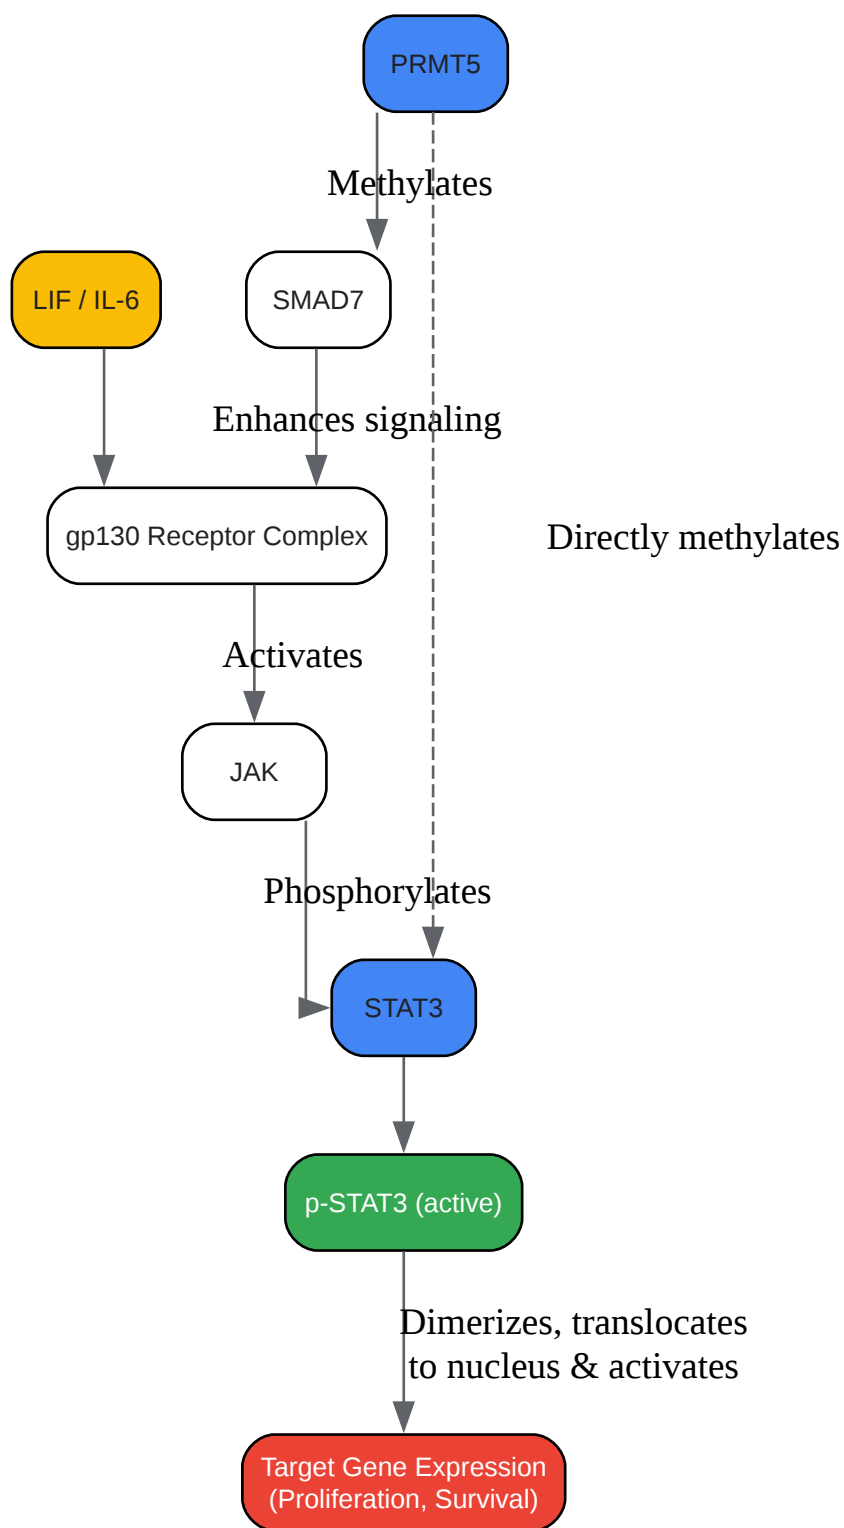 PRMT5
Methylates
LIF / IL-6
SMAD7
Enhances signaling
gp130 Receptor Complex
Directly methylates
Activates
JAK
Phosphorylates
STAT3
p-STAT3 (active)
Dimerizes, translocates
to nucleus & activates
Target Gene Expression
(Proliferation, Survival)